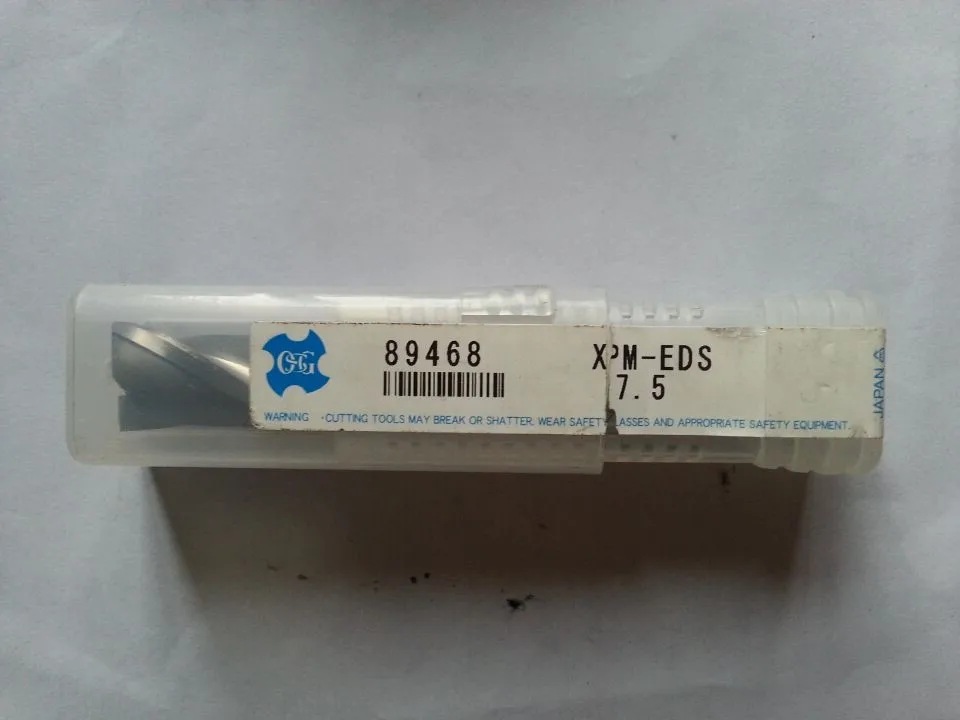 OSG
89468
XPM-EDS
7.5
WARNING ・CUTTING TOOLS MAY BREAK OR SHATTER. WEAR SAFETY GLASSES AND APPROPRIATE SAFETY EQUIPMENT.
JAPAN